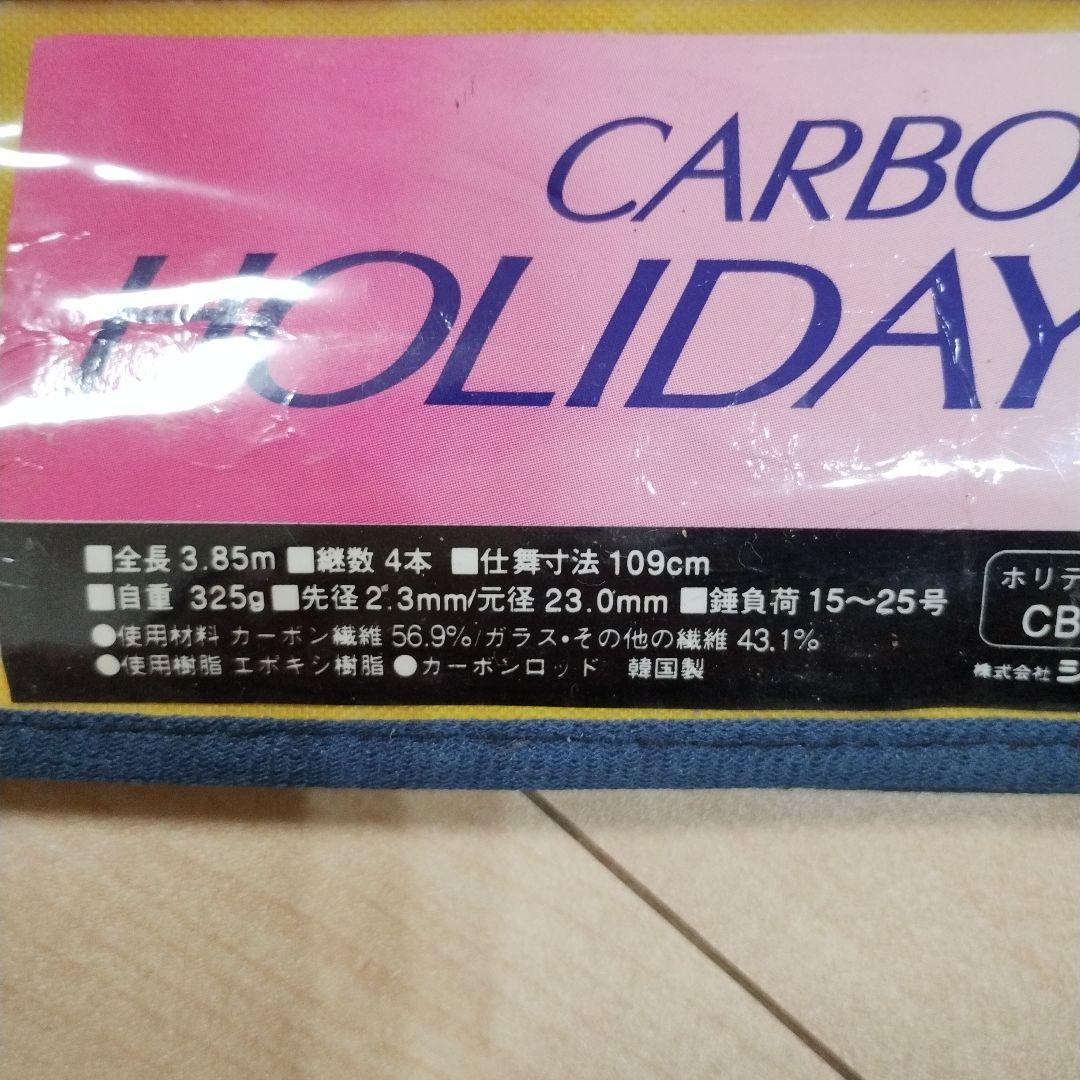 CARBO
HOLIDAY
■全長 3.85m ■継数 4本 ■仕舞寸法 109cm
■自重 325g ■先径 2.3mm/元径 23.0mm ■錘負荷 15〜25号
●使用材料 カーボン繊維 56.9%/ガラス・その他の繊維 43.1%
●使用樹脂 エポキシ樹脂 ●カーボンロッド 韓国製
ホリデ
CB
株式会社